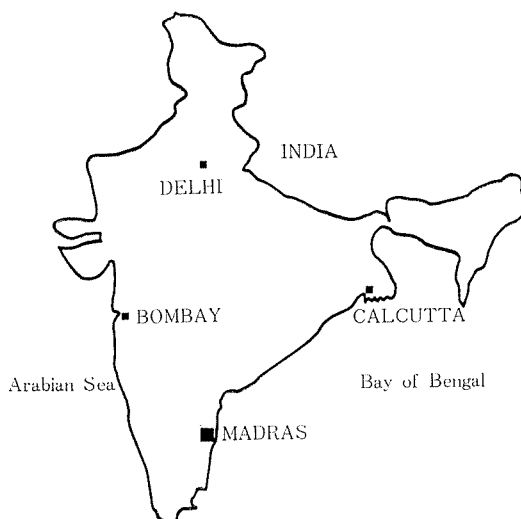 INDIA
DELHI
BOMBAY
CALCUTTA
Arabian Sea
Bay of Bengal
MADRAS